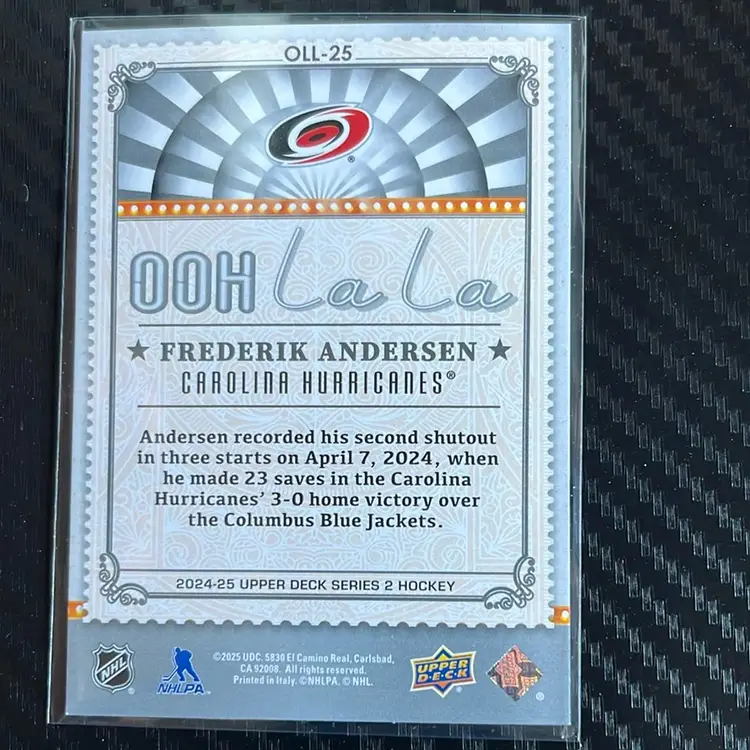 OLL-25
®
OOH La La
★ FREDERIK ANDERSEN ★
CAROLINA HURRICANES®
Andersen recorded his second shutout
in three starts on April 7, 2024, when
he made 23 saves in the Carolina
Hurricanes' 3-0 home victory over
the Columbus Blue Jackets.
2024-25 UPPER DECK SERIES 2 HOCKEY
NHL
®
NHLPA
©2025 UDC. 5830 El Camino Real, Carlsbad,
CA 92008. All rights reserved.
Printed in Italy. ©NHLPA. © NHL.
UPPER
DECK
®
®